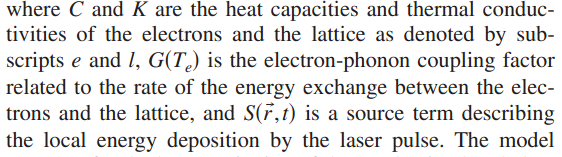 where C and K are the heat capacities and thermal conduc-
tivities of the electrons and the lattice as denoted by sub-
scripts e and l, G(Tₑ) is the electron-phonon coupling factor
related to the rate of the energy exchange between the elec-
trons and the lattice, and S(r⃗,t) is a source term describing
the local energy deposition by the laser pulse. The model